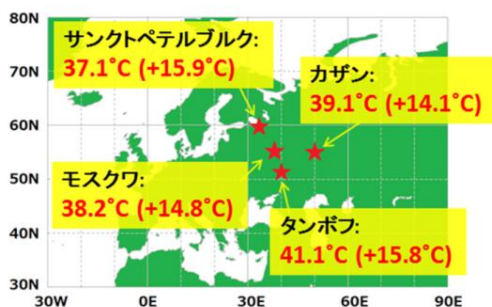 80N
サンクトペテルブルク:
37.1˚C (+15.9˚C)
70N
カザン:
39.1˚C (+14.1˚C)
60N
50N
モスクワ:
38.2˚C (+14.8˚C)
タンボフ:
41.1˚C (+15.8˚C)
40N
30N
30W 0E 30E 60E 90E